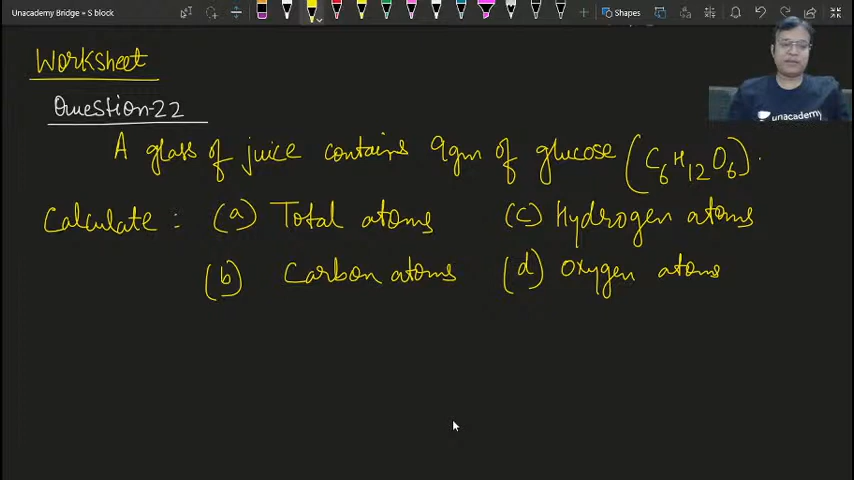 Unacademy Bridge + S block
Shapes
Worksheet
Question-22
A glass of juice contains 9gm of glucose (C6H12O6).
Calculate : (a) Total atoms (c) Hydrogen atoms
(b) Carbon atoms (d) Oxygen atoms
unacademy